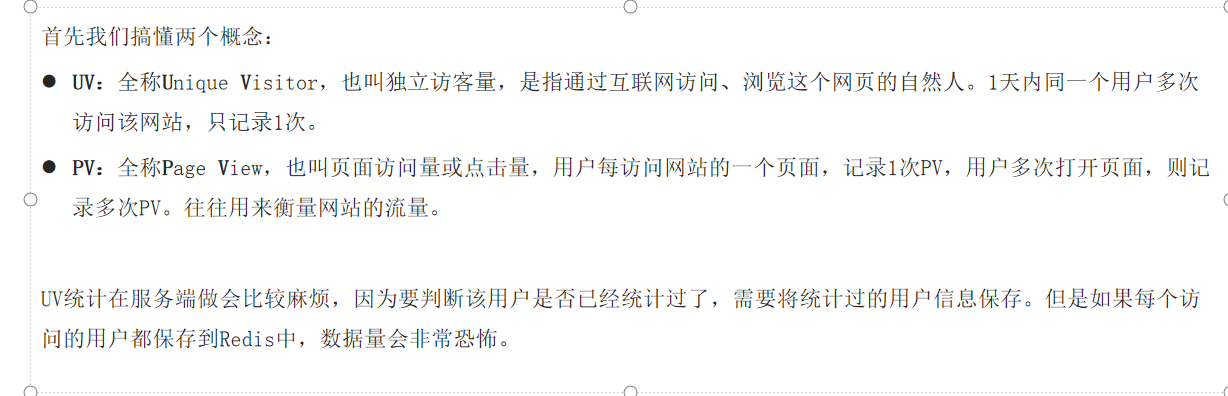 首先我们搞懂两个概念：
● UV：全称Unique Visitor，也叫独立访客量，是指通过互联网访问、浏览这个网页的自然人。1天内同一个用户多次
访问该网站，只记录1次。
● PV：全称Page View，也叫页面访问量或点击量，用户每访问网站的一个页面，记录1次PV，用户多次打开页面，则记
录多次PV。往往用来衡量网站的流量。
UV统计在服务端做会比较麻烦，因为要判断该用户是否已经统计过了，需要将统计过的用户信息保存。但是如果每个访
问的用户都保存到Redis中，数据量会非常恐怖。